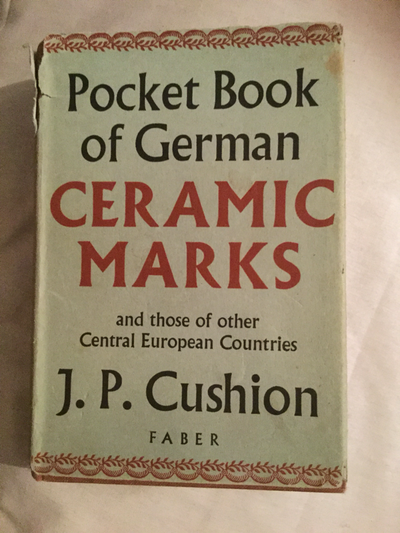 Pocket Book
of German
CERAMIC
MARKS
and those of other
Central European Countries
J. P. Cushion
FABER